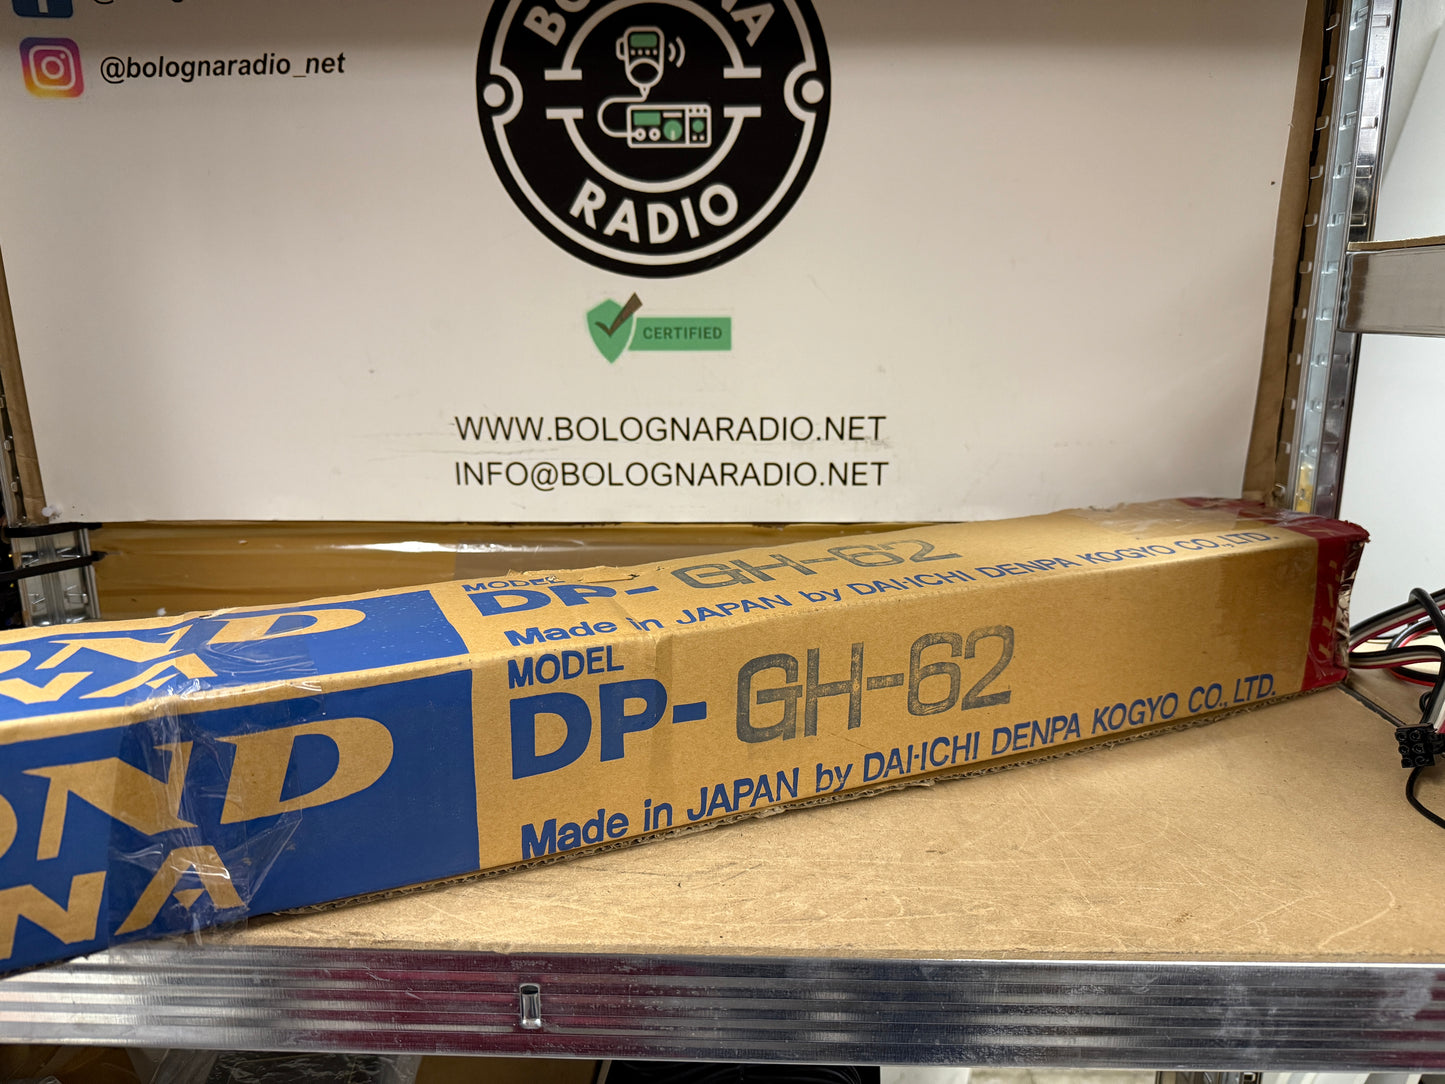 @bolognaradio_net
RADIO
CERTIFIED
WWW.BOLOGNARADIO.NET
INFO@BOLOGNARADIO.NET
MODEL
DP-GH-62
Made in JAPAN by DAI-ICHI DENPA KOGYO CO., LTD.
MODEL
DP-GH-62
Made in JAPAN by DAI-ICHI DENPA KOGYO CO., LTD.